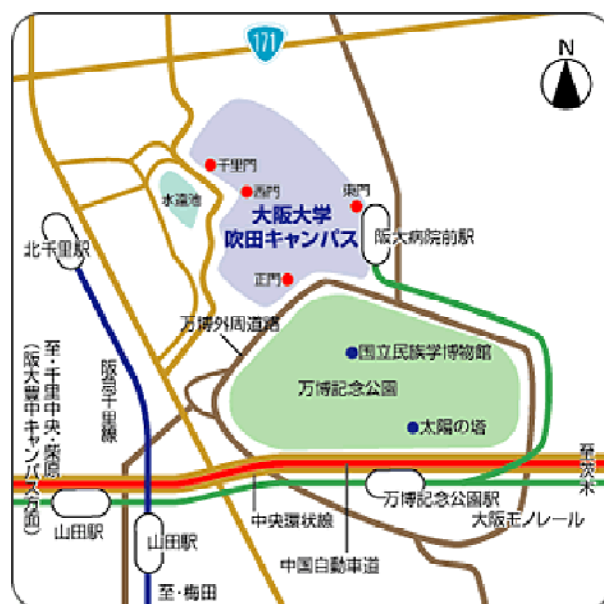 171
N
千里門
西門
東門
水遠池
大阪大学
吹田キャンパス
阪大病院前駅
北千里駅
正門
万博外周道路
国立民族学博物館
万博記念公園
太陽の塔
阪急千里線
至・千里中央・柴原
(阪大豊中キャンパス方面)
至茨木
万博記念公園駅
大阪モノレール
中央環状線
山田駅
山田駅
中国自動車道
至・梅田